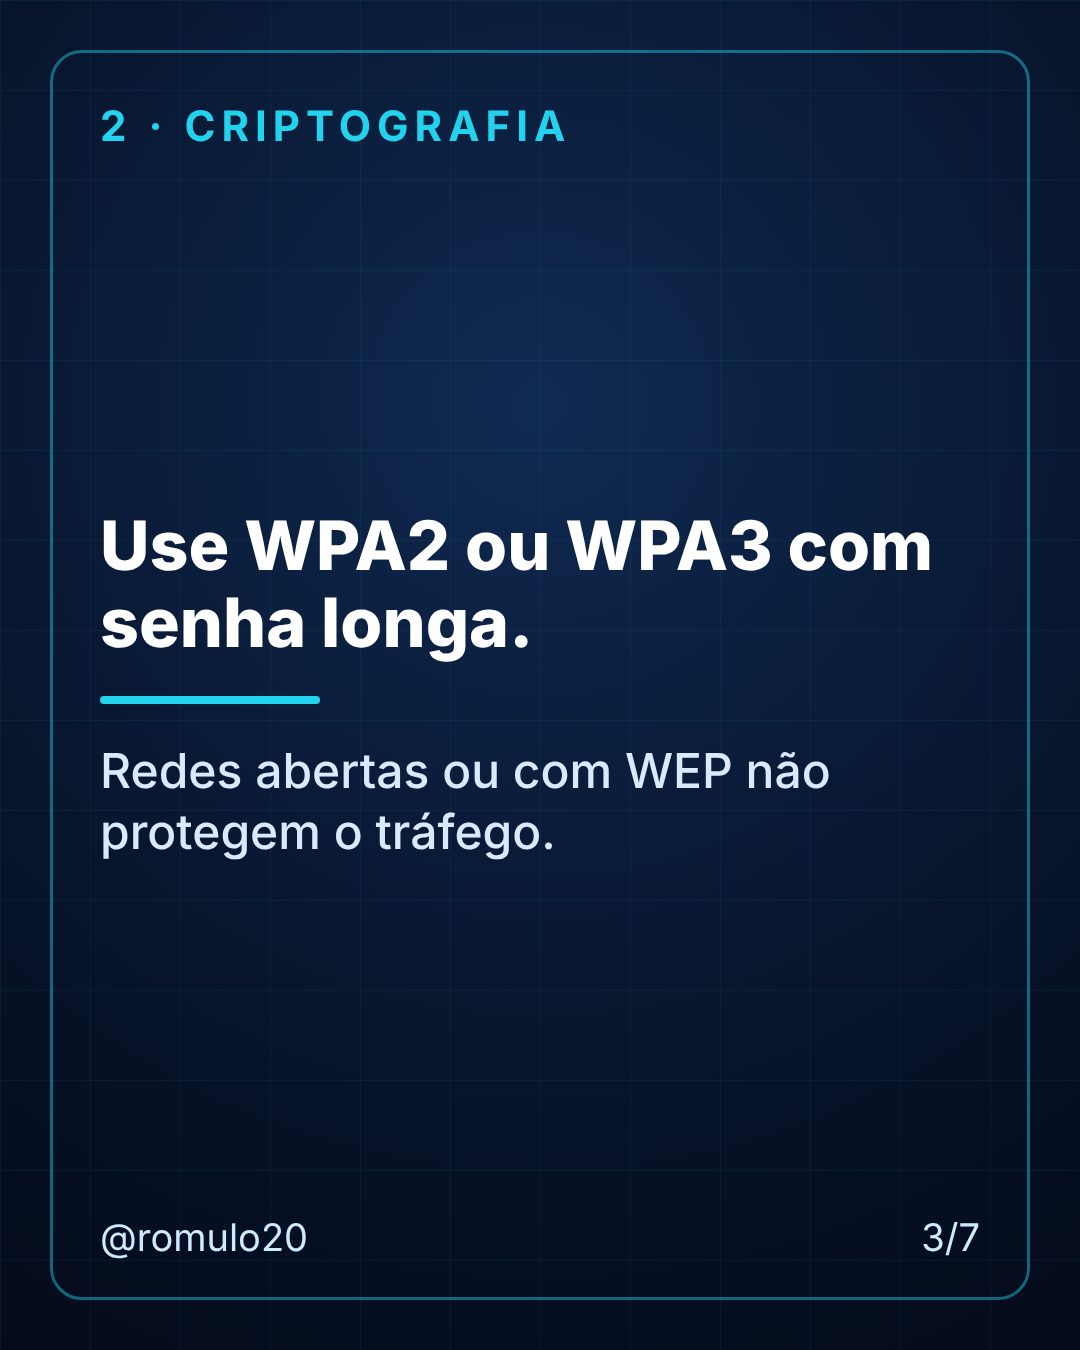 2 · CRIPTOGRAFIA
Use WPA2 ou WPA3 com
senha longa.
Redes abertas ou com WEP não
protegem o tráfego.
@romulo20
3/7